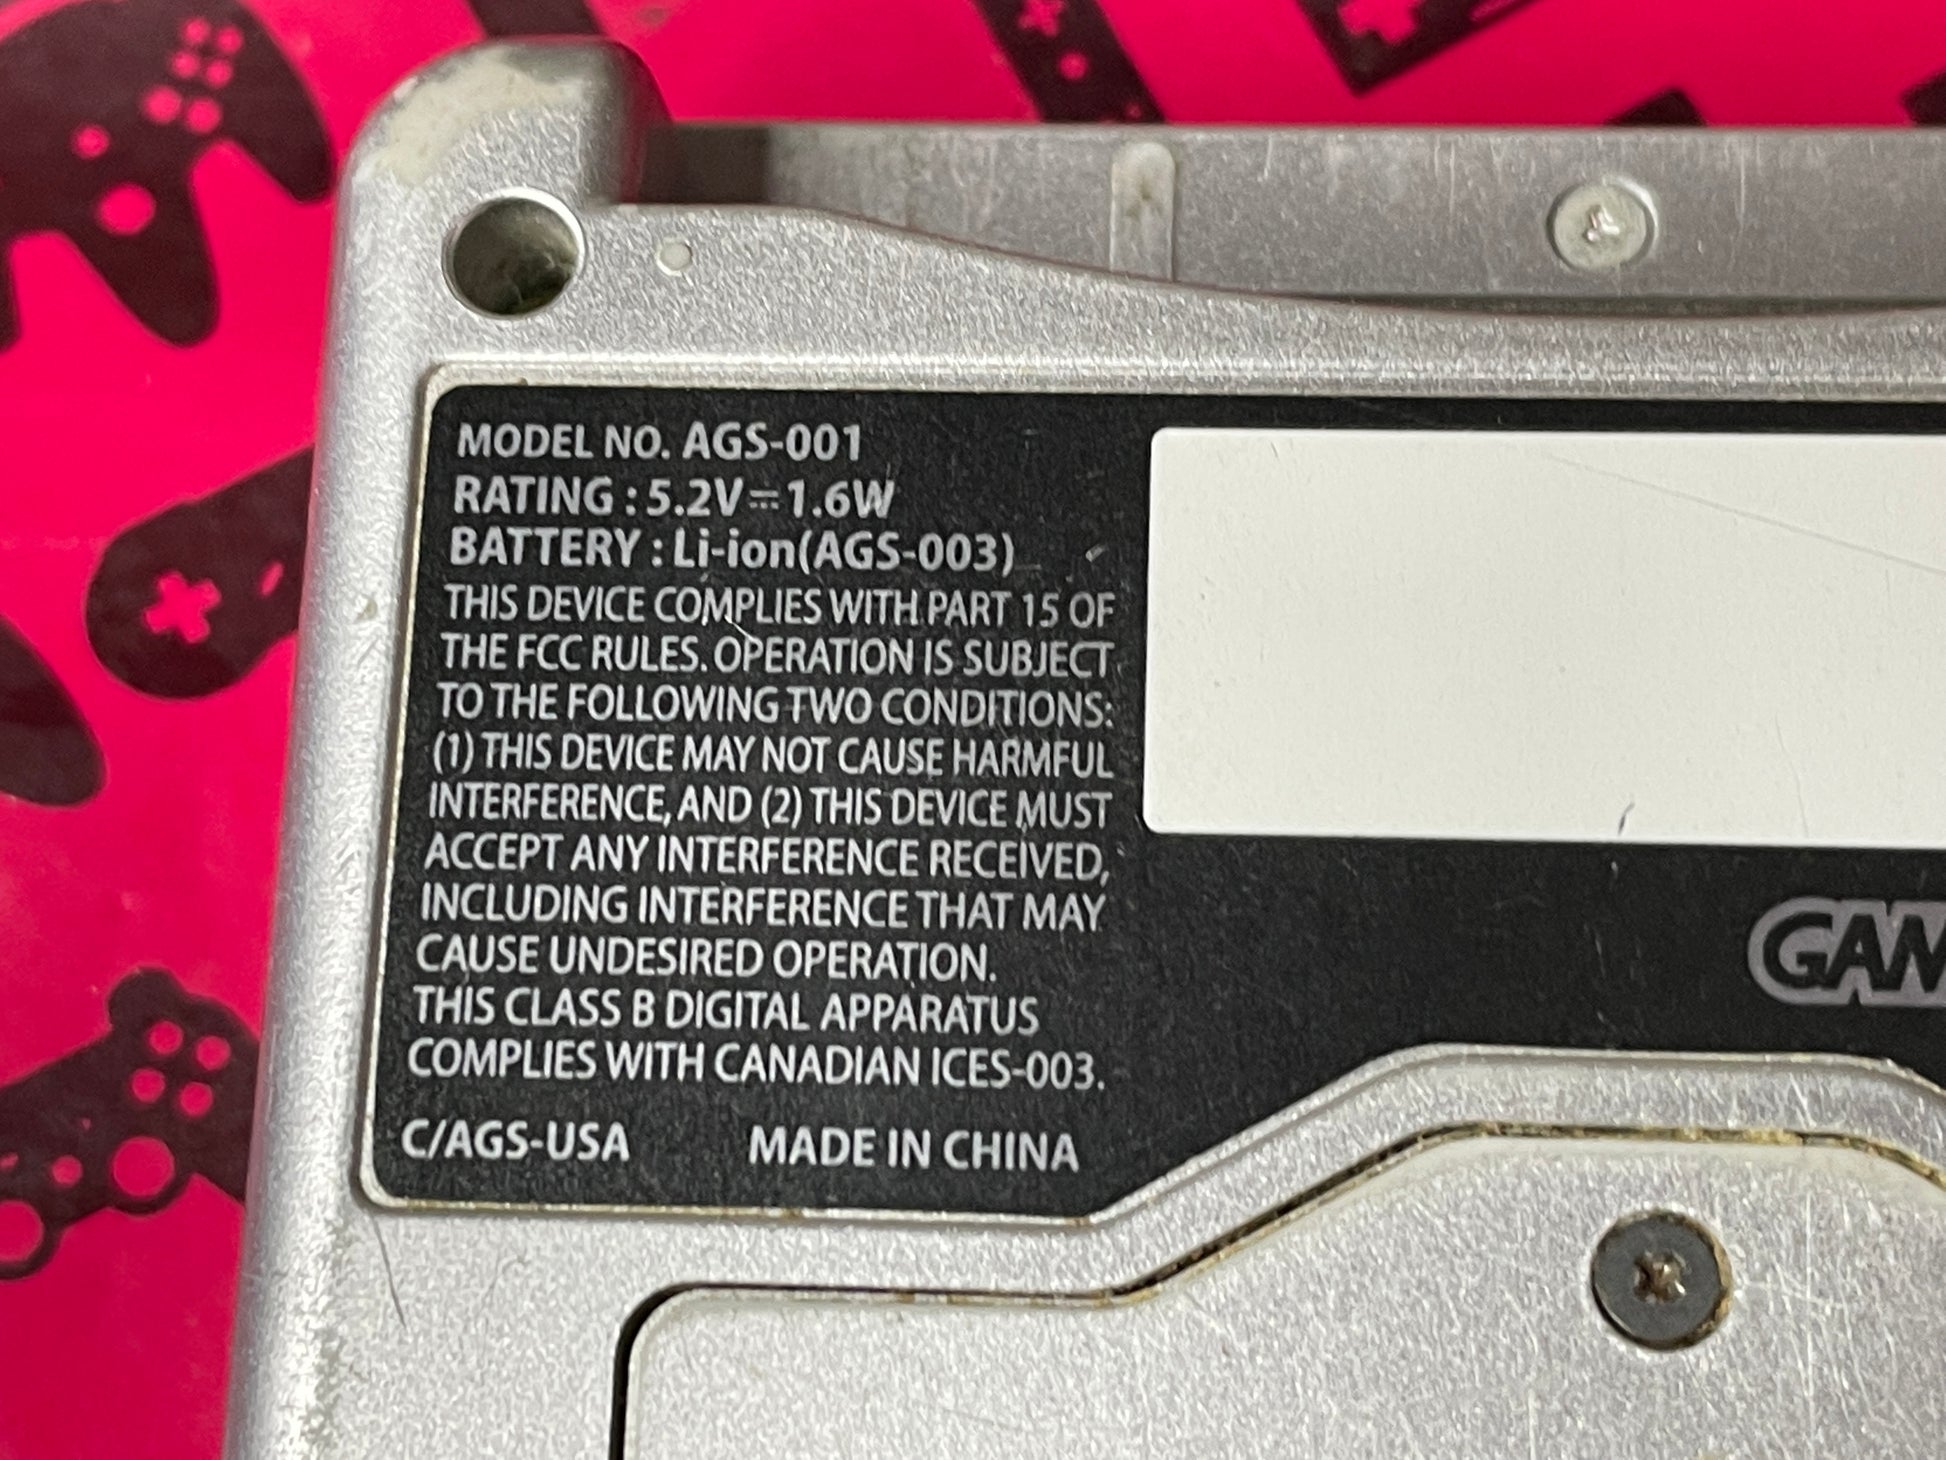 MODEL NO. AGS-001
RATING : 5.2V⎓1.6W
BATTERY : Li-ion(AGS-003)
THIS DEVICE COMPLIES WITH PART 15 OF
THE FCC RULES. OPERATION IS SUBJECT
TO THE FOLLOWING TWO CONDITIONS:
(1) THIS DEVICE MAY NOT CAUSE HARMFUL
INTERFERENCE, AND (2) THIS DEVICE MUST
ACCEPT ANY INTERFERENCE RECEIVED,
INCLUDING INTERFERENCE THAT MAY
CAUSE UNDESIRED OPERATION.
THIS CLASS B DIGITAL APPARATUS
COMPLIES WITH CANADIAN ICES-003.
C/AGS-USA MADE IN CHINA
GAM